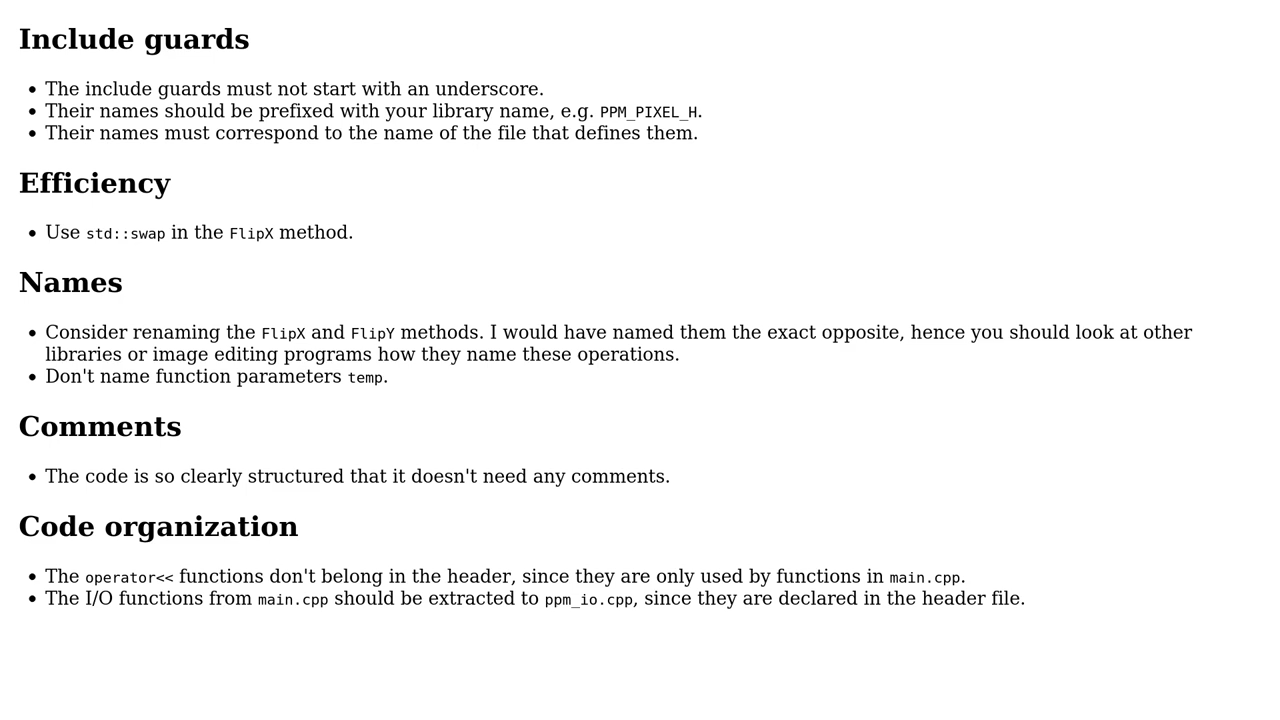 Include guards
• The include guards must not start with an underscore.
• Their names should be prefixed with your library name, e.g. PPM_PIXEL_H.
• Their names must correspond to the name of the file that defines them.
Efficiency
• Use std::swap in the FlipX method.
Names
• Consider renaming the FlipX and FlipY methods. I would have named them the exact opposite, hence you should look at other
libraries or image editing programs how they name these operations.
• Don't name function parameters temp.
Comments
• The code is so clearly structured that it doesn't need any comments.
Code organization
• The operator<< functions don't belong in the header, since they are only used by functions in main.cpp.
• The I/O functions from main.cpp should be extracted to ppm_io.cpp, since they are declared in the header file.